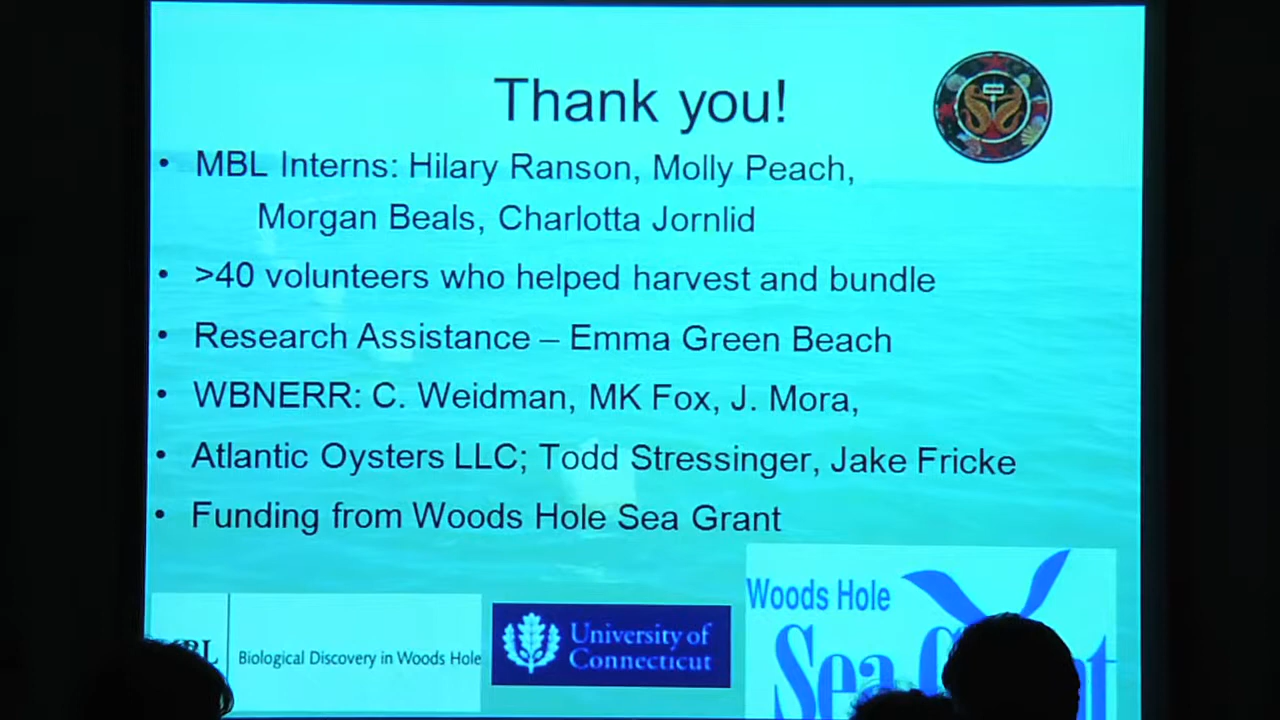 Thank you!
• MBL Interns: Hilary Ranson, Molly Peach,
Morgan Beals, Charlotta Jornlid
• >40 volunteers who helped harvest and bundle
• Research Assistance – Emma Green Beach
• WBNERR: C. Weidman, MK Fox, J. Mora,
• Atlantic Oysters LLC; Todd Stressinger, Jake Fricke
• Funding from Woods Hole Sea Grant
Biological Discovery in Woods Hole
University of
Connecticut
Woods Hole
Sea